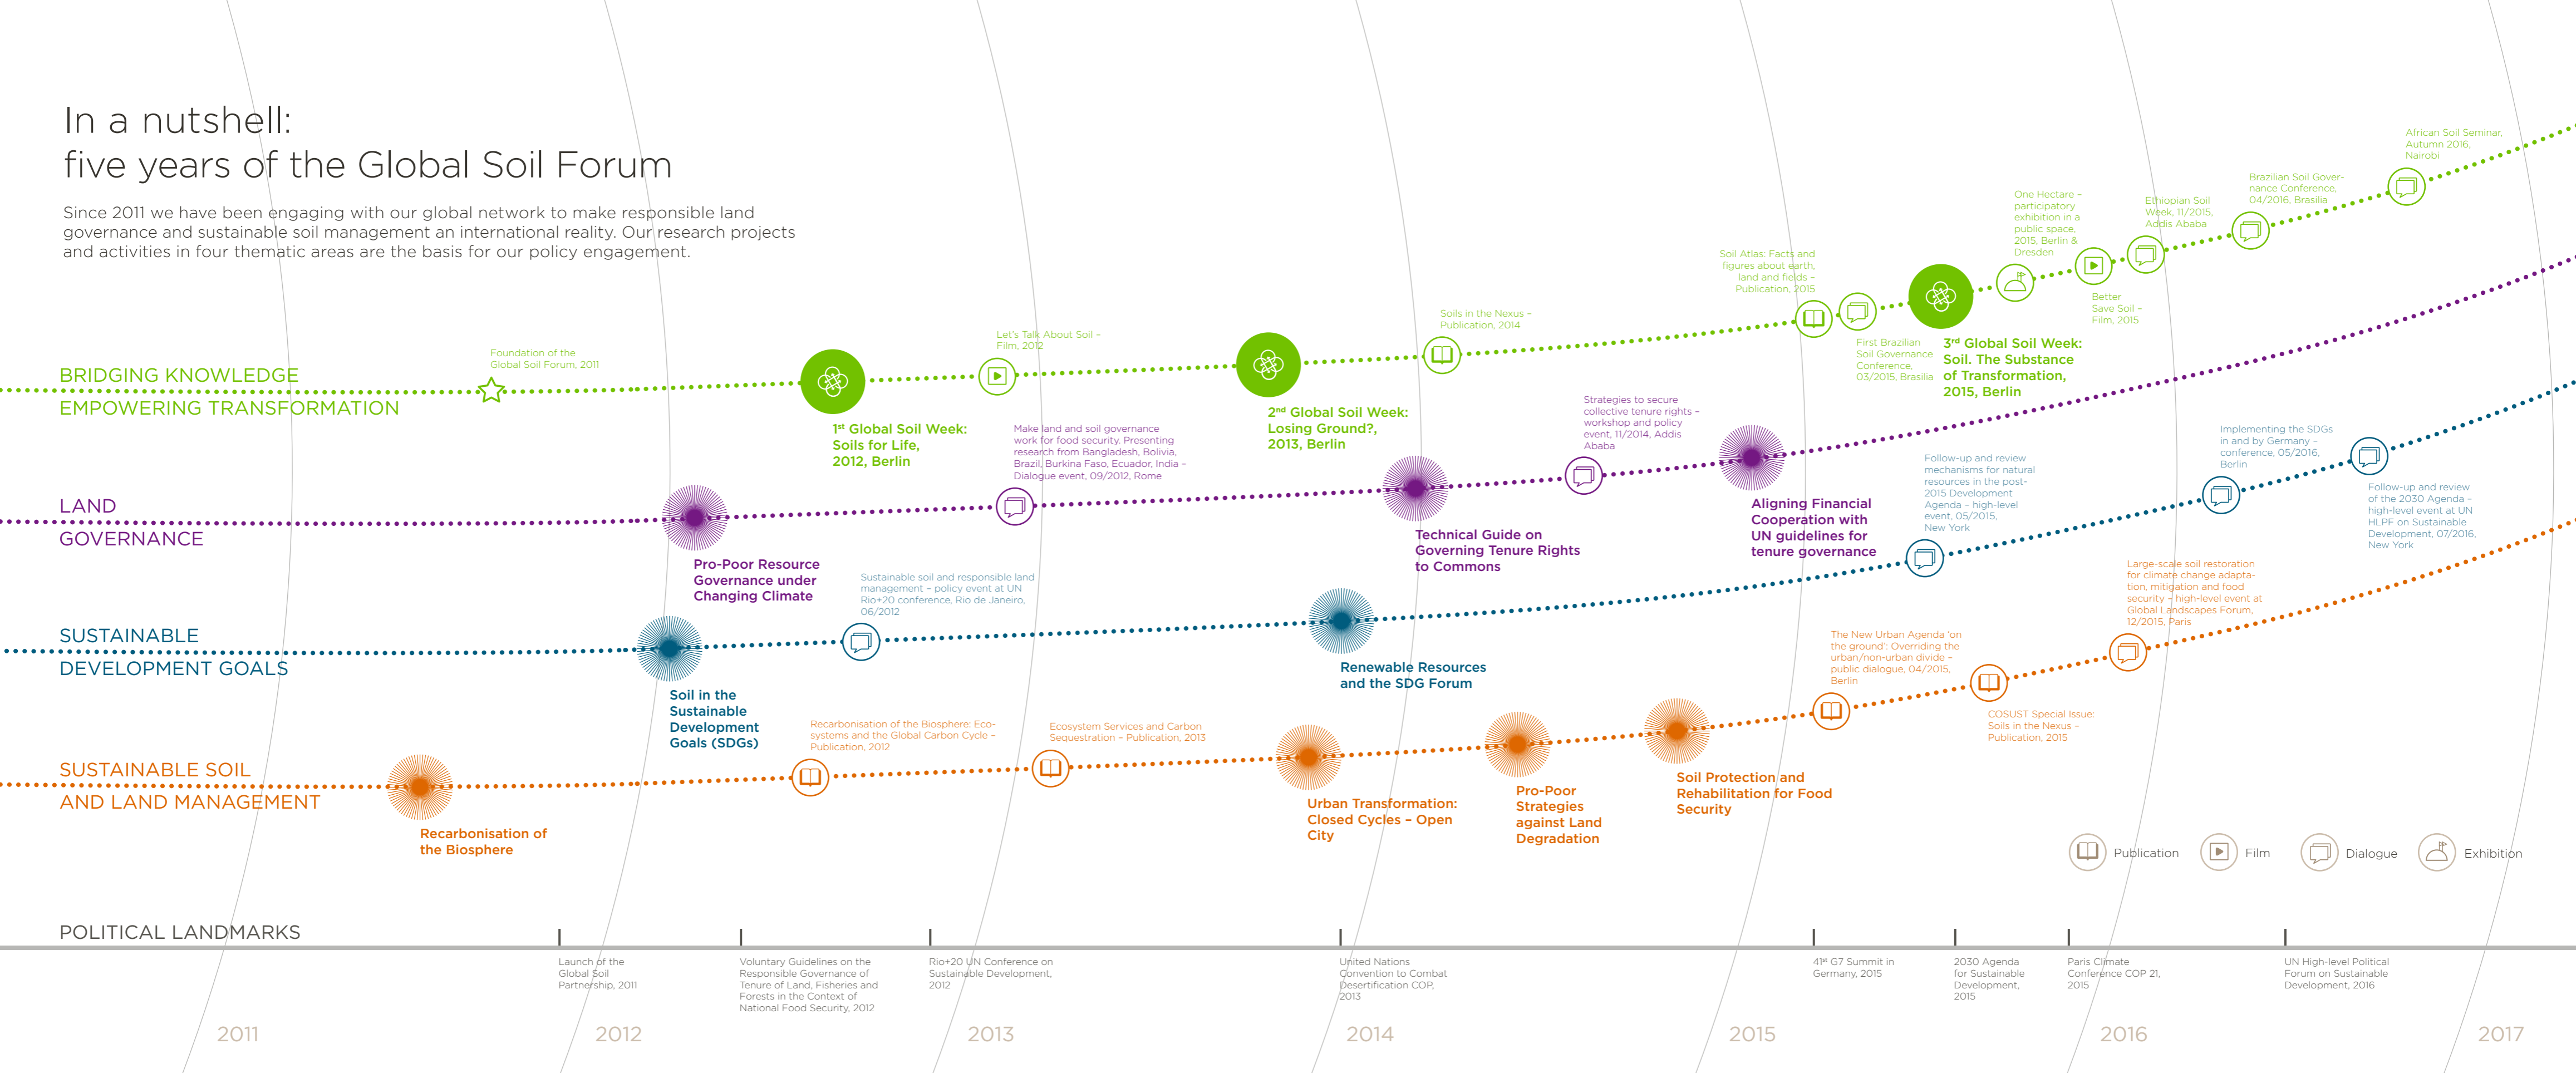 In a nutshell:
five years of the Global Soil Forum
Since 2011 we have been engaging with our global network to make responsible land
governance and sustainable soil management an international reality. Our research projects
and activities in four thematic areas are the basis for our policy engagement.
BRIDGING KNOWLEDGE
EMPOWERING TRANSFORMATION
Foundation of the
Global Soil Forum, 2011
1st Global Soil Week:
Soils for Life,
2012, Berlin
Let's Talk About Soil –
Film, 2012
2nd Global Soil Week:
Losing Ground?,
2013, Berlin
Soils in the Nexus –
Publication, 2014
Soil Atlas: Facts and
figures about earth,
land and fields –
Publication, 2015
First Brazilian
Soil Governance
Conference,
03/2015, Brasilia
3rd Global Soil Week:
Soil. The Substance
of Transformation,
2015, Berlin
One Hectare –
participatory
exhibition in a
public space,
2015, Berlin &
Dresden
Better
Save Soil –
Film, 2015
Ethiopian Soil
Week, 11/2015,
Addis Ababa
Brazilian Soil Gover-
nance Conference,
04/2016, Brasilia
African Soil Seminar,
Autumn 2016,
Nairobi
LAND
GOVERNANCE
Pro-Poor Resource
Governance under
Changing Climate
Make land and soil governance
work for food security. Presenting
research from Bangladesh, Bolivia,
Brazil, Burkina Faso, Ecuador, India –
Dialogue event, 09/2012, Rome
Technical Guide on
Governing Tenure Rights
to Commons
Strategies to secure
collective tenure rights –
workshop and policy
event, 11/2014, Addis
Ababa
Aligning Financial
Cooperation with
UN guidelines for
tenure governance
SUSTAINABLE
DEVELOPMENT GOALS
Soil in the
Sustainable
Development
Goals (SDGs)
Sustainable soil and responsible land
management – policy event at UN
Rio+20 conference, Rio de Janeiro,
06/2012
Renewable Resources
and the SDG Forum
Follow-up and review
mechanisms for natural
resources in the post-
2015 Development
Agenda – high-level
event, 05/2015,
New York
Implementing the SDGs
in and by Germany –
conference, 05/2016,
Berlin
Follow-up and review
of the 2030 Agenda –
high-level event at UN
HLPF on Sustainable
Development, 07/2016,
New York
SUSTAINABLE SOIL
AND LAND MANAGEMENT
Recarbonisation of
the Biosphere
Recarbonisation of the Biosphere: Eco-
systems and the Global Carbon Cycle –
Publication, 2012
Ecosystem Services and Carbon
Sequestration – Publication, 2013
Urban Transformation:
Closed Cycles – Open
City
Pro-Poor
Strategies
against Land
Degradation
Soil Protection and
Rehabilitation for Food
Security
The New Urban Agenda 'on
the ground': Overriding the
urban/non-urban divide –
public dialogue, 04/2015,
Berlin
COSUST Special Issue:
Soils in the Nexus –
Publication, 2015
Large-scale soil restoration
for climate change adapta-
tion, mitigation and food
security – high-level event at
Global Landscapes Forum,
12/2015, Paris
Publication
Film
Dialogue
Exhibition
POLITICAL LANDMARKS
Launch of the
Global Soil
Partnership, 2011
Voluntary Guidelines on the
Responsible Governance of
Tenure of Land, Fisheries and
Forests in the Context of
National Food Security, 2012
Rio+20 UN Conference on
Sustainable Development,
2012
United Nations
Convention to Combat
Desertification COP,
2013
41st G7 Summit in
Germany, 2015
2030 Agenda
for Sustainable
Development,
2015
Paris Climate
Conference COP 21,
2015
UN High-level Political
Forum on Sustainable
Development, 2016
2011
2012
2013
2014
2015
2016
2017